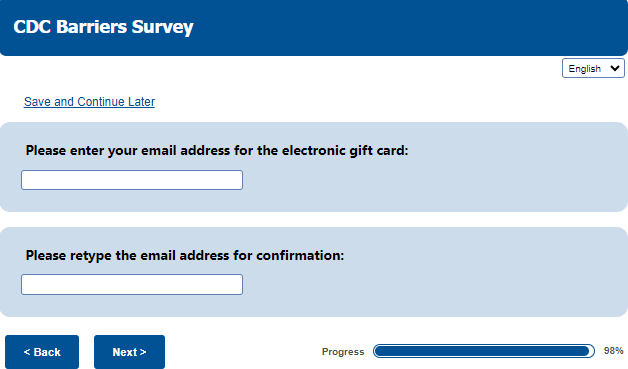 CDC Barriers Survey
English
Save and Continue Later
Please enter your email address for the electronic gift card:
Please retype the email address for confirmation:
< Back
Next >
Progress
98%